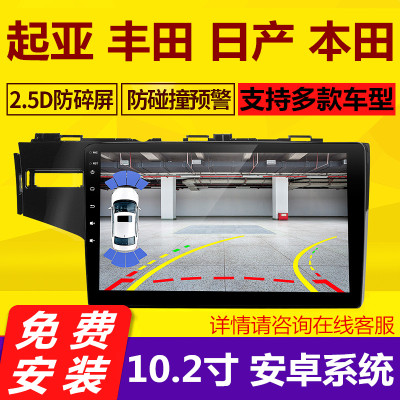 起亚 丰田 日产 本田
2.5D防碎屏 防碰撞预警 支持多款车型
详情请咨询在线客服
免费
安装
10.2寸 安卓系统